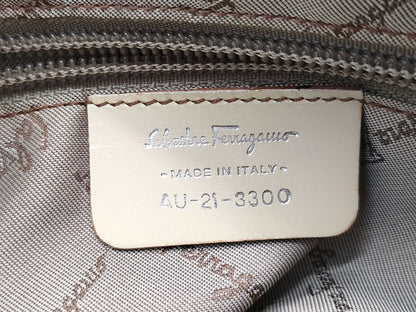 Salvatore Ferragamo
-MADE IN ITALY-
AU-21-3300